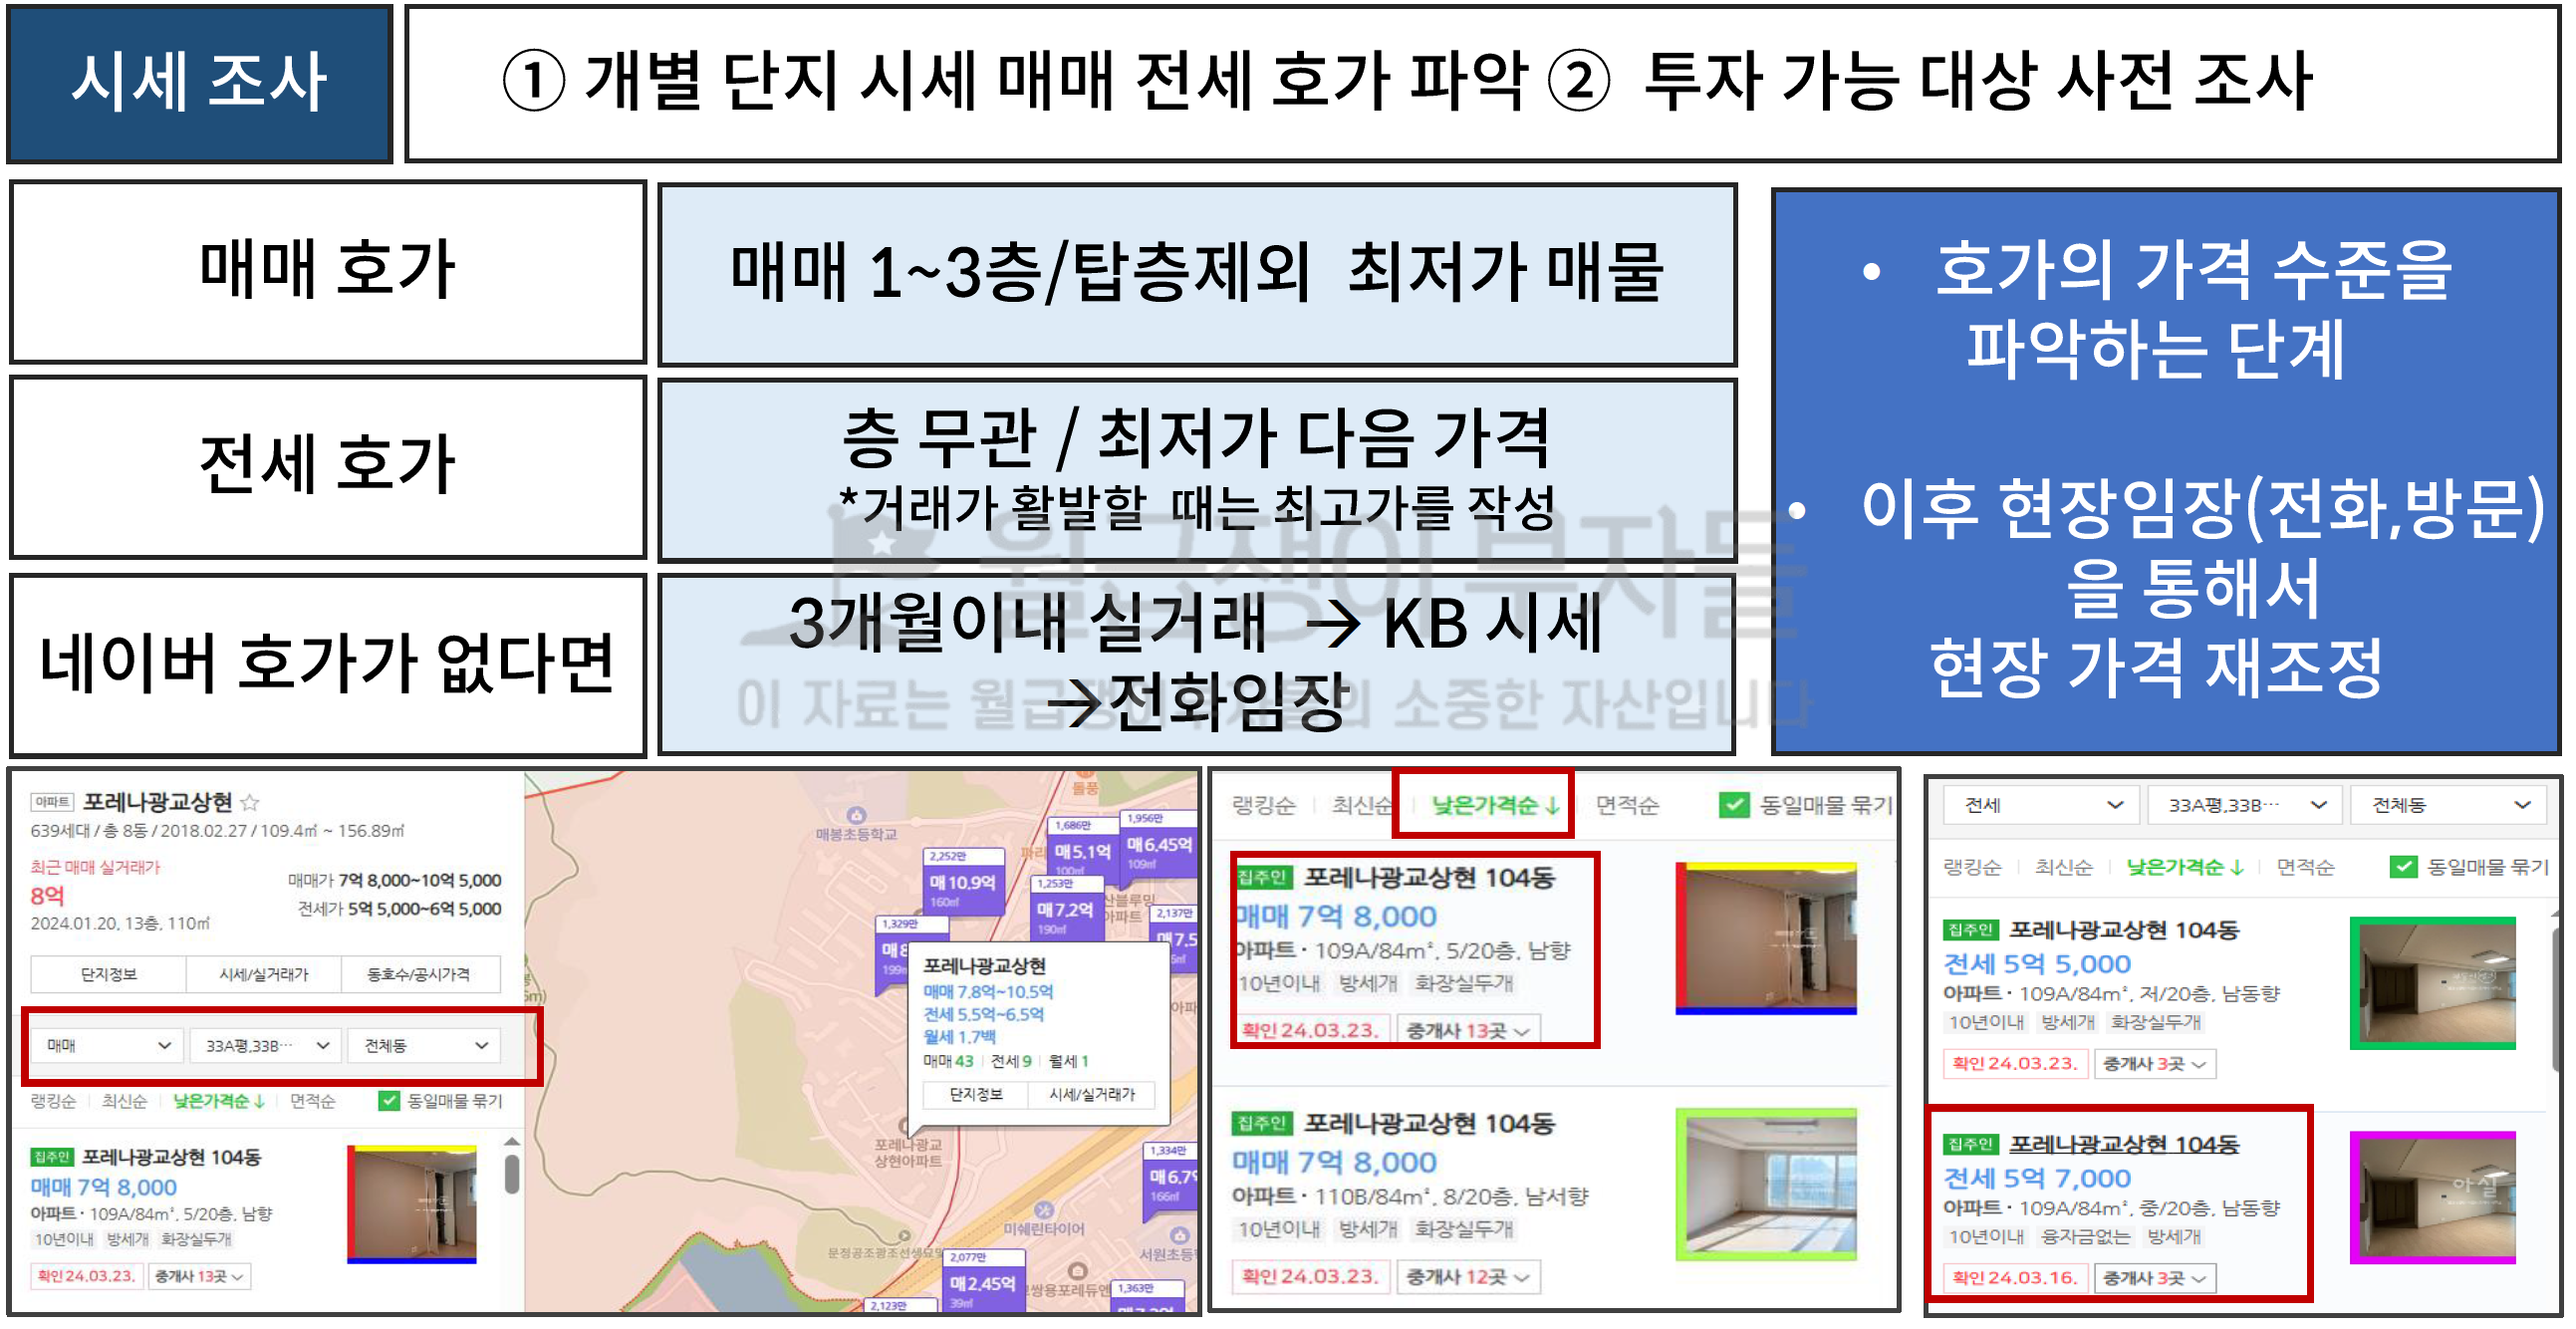 시세 조사
① 개별 단지 시세 매매 전세 호가 파악 ② 투자 가능 대상 사전 조사
매매 호가
매매 1~3층/탑층제외 최저가 매물
전세 호가
층 무관 / 최저가 다음 가격
*거래가 활발할 때는 최고가를 작성
네이버 호가가 없다면
3개월이내 실거래 → KB 시세
→전화임장
• 호가의 가격 수준을
파악하는 단계
• 이후 현장임장(전화,방문)
을 통해서
현장 가격 재조정
월급쟁이부자들
이 자료는 월급쟁이부자들의 소중한 자산입니다
아파트 포레나광교상현
639세대 / 총 8동 / 2018.02.27 / 109.4㎡ ~ 156.89㎡
최근 매매 실거래가
8억
2024.01.20, 13층, 110㎡
매매가 7억 8,000~10억 5,000
전세가 5억 5,000~6억 5,000
단지정보 시세/실거래가 동호수/공시가격
매매 33A평,33B… 전체동
랭킹순 최신순 낮은가격순↓ 면적순 동일매물 묶기
집주인 포레나광교상현 104동
매매 7억 8,000
아파트 · 109A/84m², 5/20층, 남향
10년이내 방세개 화장실두개
확인 24.03.23. 중개사 13곳
돌풍
매봉초등학교
1,686만
매5.1억
100㎡
1,956만
매6.45억
109㎡
2,252만
매10.9억
160㎡
1,253만
매7.2억
190㎡
1,329만
2,137만
매7.5
포레나광교상현
매매 7.8억~10.5억
전세 5.5억~6.5억
월세 1.7백
매매 43 전세 9 월세 1
단지정보 시세/실거래가
포레나광교
상현아파트
1,334만
매6.7
166㎡
미쉐린타이어
서원초등
문정공조광조선생묘
2,077만
매2.45억
39㎡
쌍용포레듀엔
1,363만
2,123만
랭킹순 최신순 낮은가격순↓ 면적순 동일매물 묶기
집주인 포레나광교상현 104동
매매 7억 8,000
아파트 · 109A/84m², 5/20층, 남향
10년이내 방세개 화장실두개
확인 24.03.23. 중개사 13곳
집주인 포레나광교상현 104동
매매 7억 8,000
아파트 · 110B/84m², 8/20층, 남서향
10년이내 방세개 화장실두개
확인 24.03.23. 중개사 12곳
전세 33A평,33B… 전체동
랭킹순 최신순 낮은가격순↓ 면적순 동일매물 묶기
집주인 포레나광교상현 104동
전세 5억 5,000
아파트 · 109A/84m², 저/20층, 남동향
10년이내 방세개 화장실두개
확인 24.03.23. 중개사 3곳
집주인 포레나광교상현 104동
전세 5억 7,000
아파트 · 109A/84m², 중/20층, 남동향
10년이내 융자금없는 방세개
확인 24.03.16. 중개사 3곳
아실